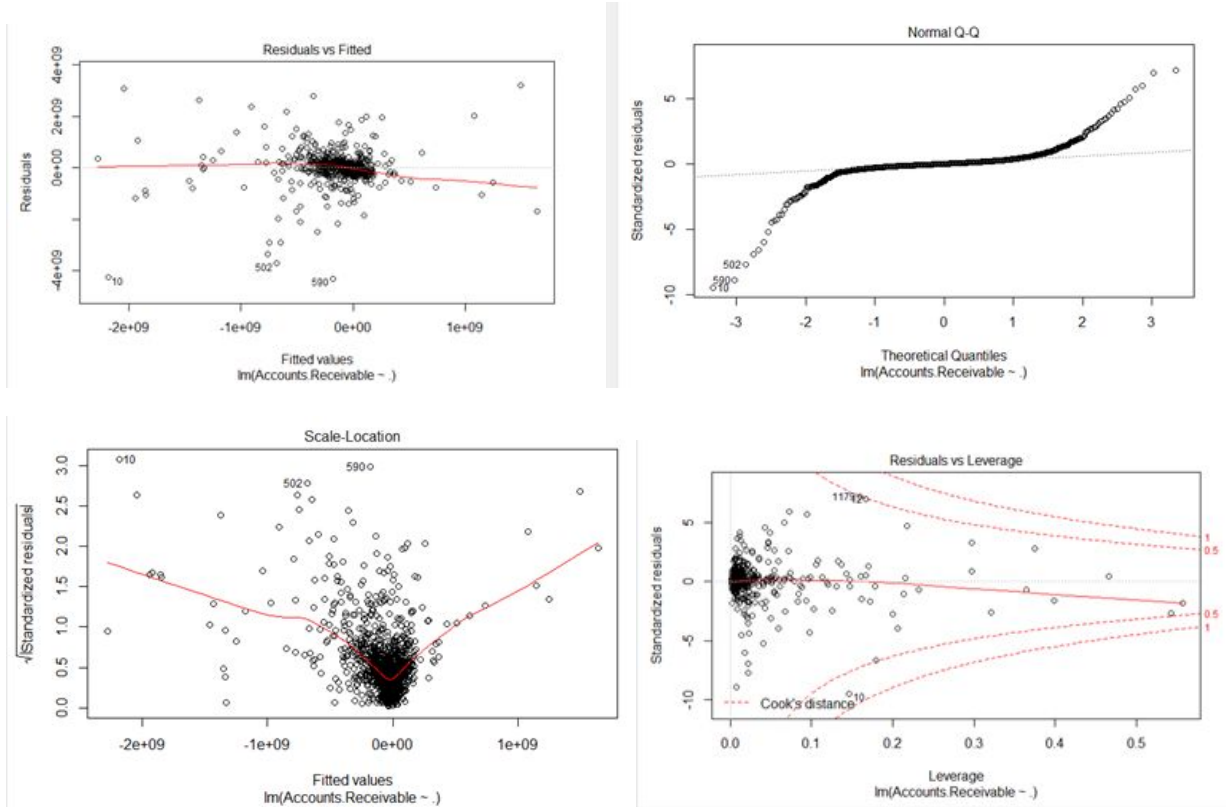 Residuals vs Fitted
Residuals
4e+09
2e+09
0e+00
-4e+09
10
502
590
-2e+09 -1e+09 0e+00 1e+09
Fitted values
lm(Accounts.Receivable ~ .)
Normal Q-Q
Standardized residuals
5
0
-5
-10
502
590
10
-3 -2 -1 0 1 2 3
Theoretical Quantiles
lm(Accounts.Receivable ~ .)
Scale-Location
√|Standardized residuals|
3.0
2.5
2.0
1.5
1.0
0.5
0.0
10
590
502
-2e+09 -1e+09 0e+00 1e+09
Fitted values
lm(Accounts.Receivable ~ .)
Residuals vs Leverage
Standardized residuals
5
0
-5
-10
12
10
1
0.5
0.5
1
Cook's distance
0.0 0.1 0.2 0.3 0.4 0.5
Leverage
lm(Accounts.Receivable ~ .)